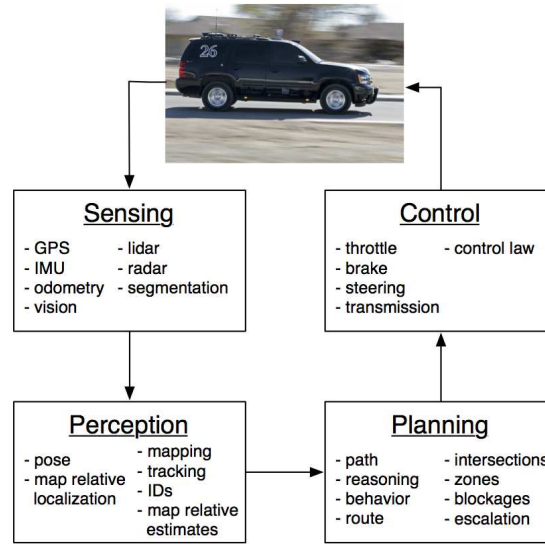 26
Sensing
- GPS
- IMU
- odometry
- vision
- lidar
- radar
- segmentation
Control
- throttle
- brake
- steering
- transmission
- control law
Perception
- pose
- map relative
localization
- mapping
- tracking
- IDs
- map relative
estimates
Planning
- path
- reasoning
- behavior
- route
- intersections
- zones
- blockages
- escalation